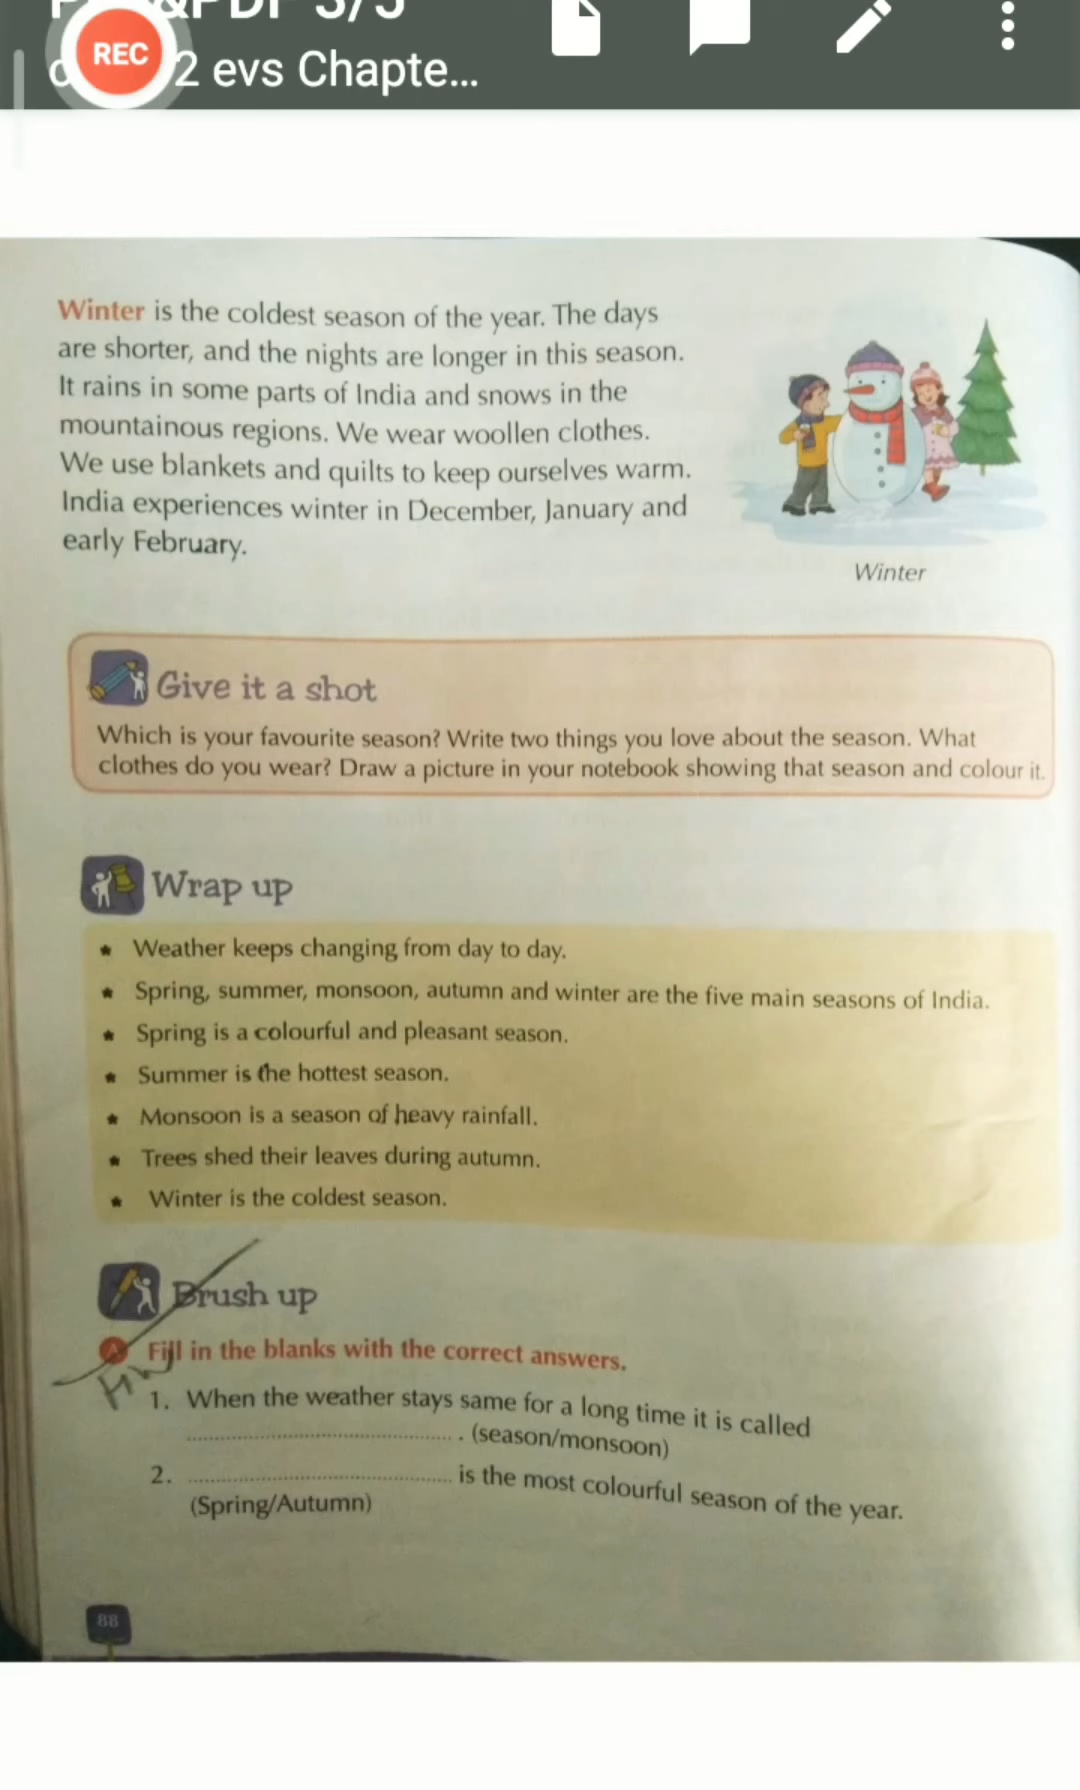 REC
2 evs Chapte...
Winter is the coldest season of the year. The days
are shorter, and the nights are longer in this season.
It rains in some parts of India and snows in the
mountainous regions. We wear woollen clothes.
We use blankets and quilts to keep ourselves warm.
India experiences winter in December, January and
early February.
Winter
Give it a shot
Which is your favourite season? Write two things you love about the season. What
clothes do you wear? Draw a picture in your notebook showing that season and colour it.
Wrap up
★ Weather keeps changing from day to day.
★ Spring, summer, monsoon, autumn and winter are the five main seasons of India.
★ Spring is a colourful and pleasant season.
★ Summer is the hottest season.
★ Monsoon is a season of heavy rainfall.
★ Trees shed their leaves during autumn.
★ Winter is the coldest season.
Brush up
A Fill in the blanks with the correct answers.
1. When the weather stays same for a long time it is called
............................................ . (season/monsoon)
2. ............................................ is the most colourful season of the year.
(Spring/Autumn)
88